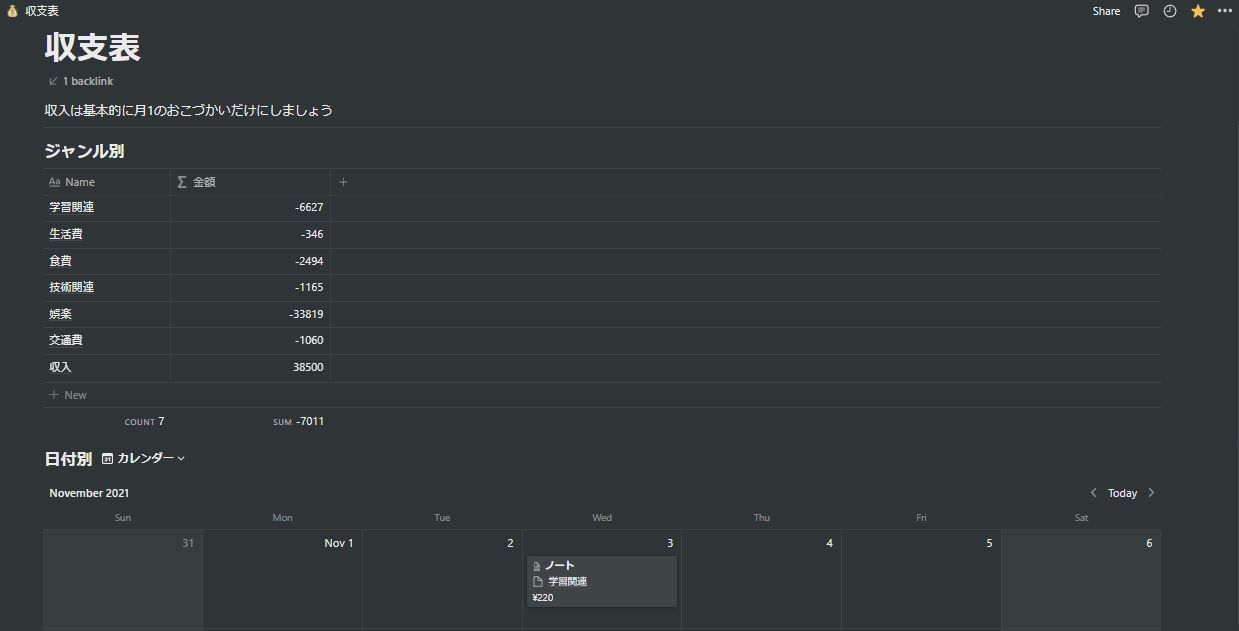 収支表
Share
収支表
1 backlink
収入は基本的に月1のおこづかいだけにしましょう
ジャンル別
Aa Name
Σ 金額
+
学習関連 -6627
生活費 -346
食費 -2494
技術関連 -1165
娯楽 -33819
交通費 -1060
収入 38500
+ New
COUNT 7 SUM -7011
日付別 31 カレンダー
November 2021 Today
Sun Mon Tue Wed Thu Fri Sat
31 Nov 1 2 3 4 5 6
ノート
学習関連
¥220